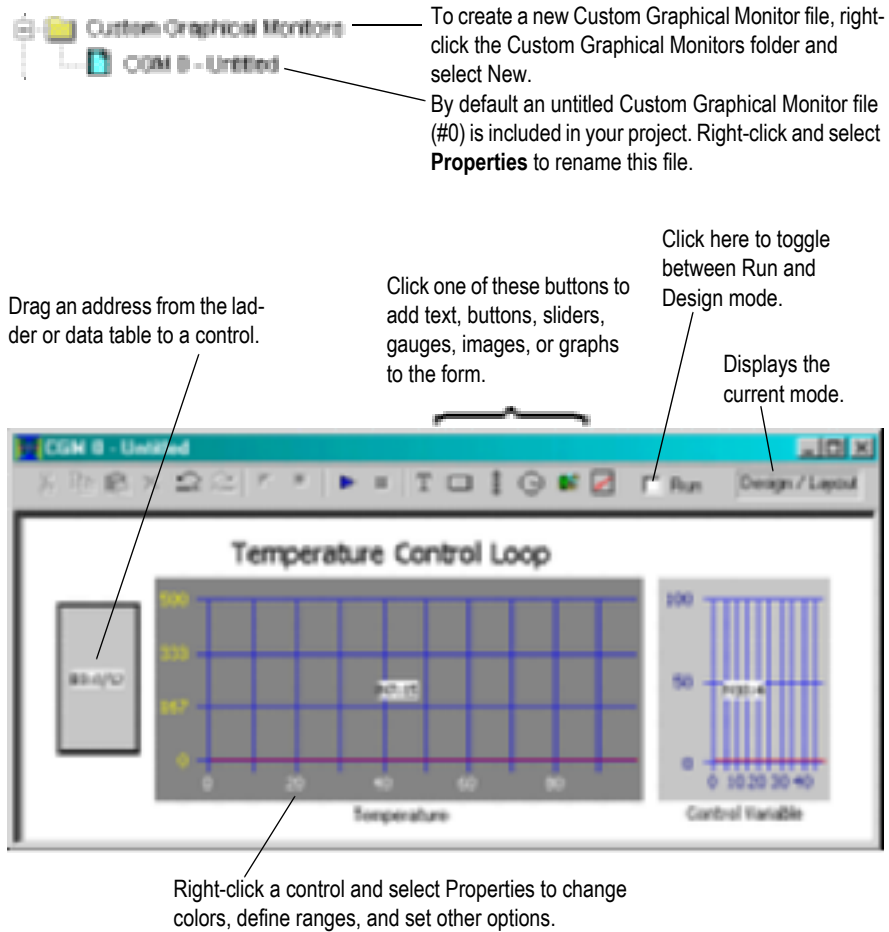 Custom Graphical Monitors
CGM 0 - Untitled
To create a new Custom Graphical Monitor file, right-
click the Custom Graphical Monitors folder and
select New.
By default an untitled Custom Graphical Monitor file
(#0) is included in your project. Right-click and select
Properties to rename this file.
Drag an address from the lad-
der or data table to a control.
Click one of these buttons to
add text, buttons, sliders,
gauges, images, or graphs
to the form.
Click here to toggle
between Run and
Design mode.
Displays the
current mode.
CGM 0 - Untitled
T
Run
Design / Layout
Temperature Control Loop
500
333
167
0
0 20 40 60 80
Temperature
100
50
0
0 10 20 30 40
Control Variable
Right-click a control and select Properties to change
colors, define ranges, and set other options.